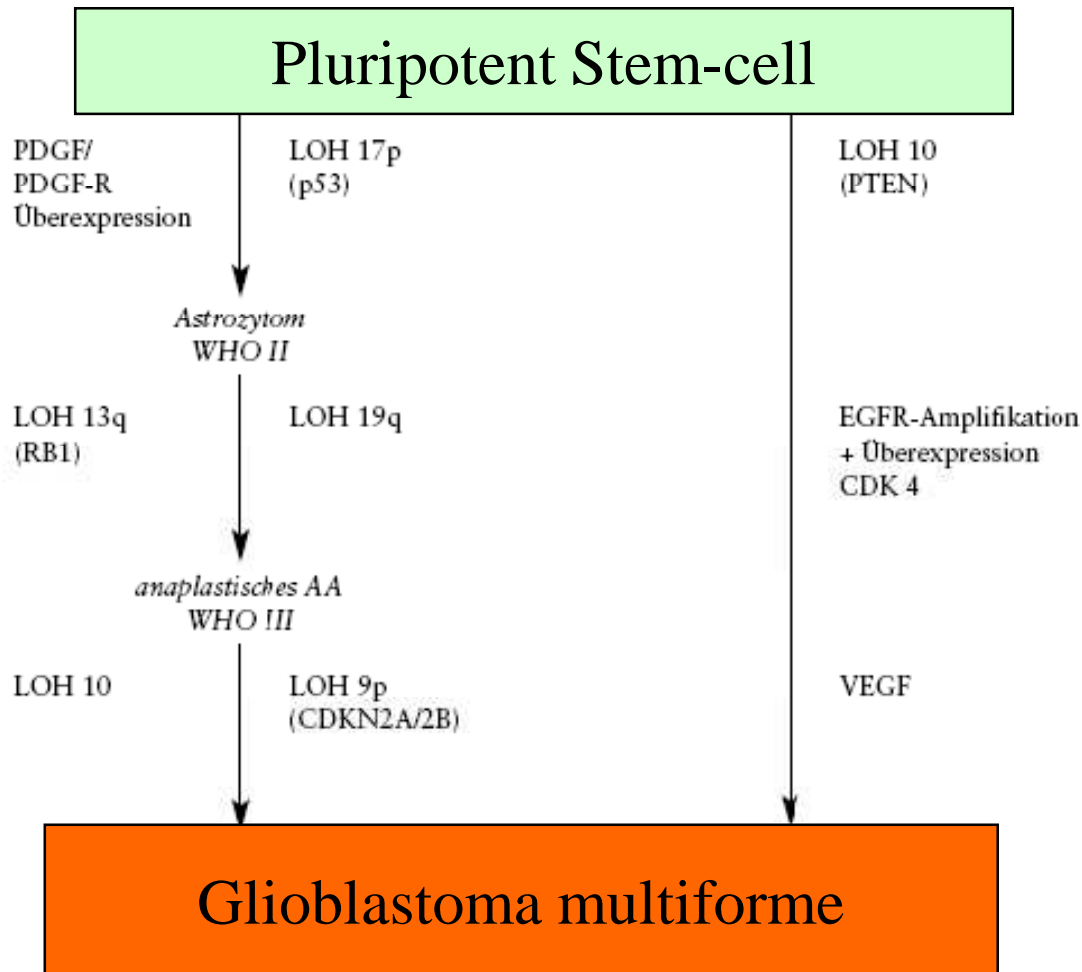 Pluripotent Stem-cell
PDGF/
PDGF-R
Überexpression
LOH 17p
(p53)
LOH 10
(PTEN)
Astrozytom
WHO II
LOH 13q
(RB1)
LOH 19q
EGFR-Amplifikation
+ Überexpression
CDK 4
anaplastisches AA
WHO !II
LOH 10
LOH 9p
(CDKN2A/2B)
VEGF
Glioblastoma multiforme